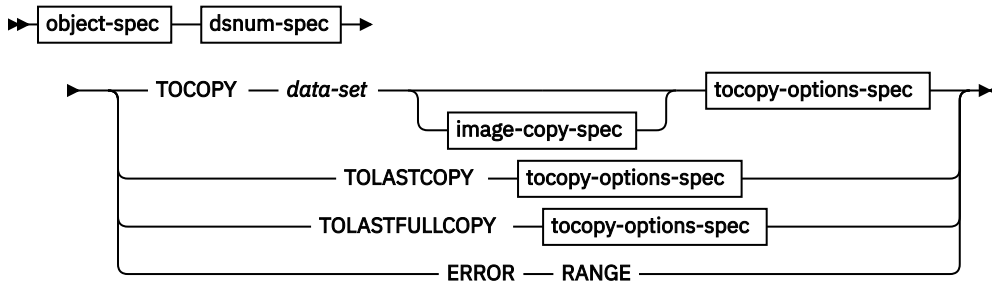 object-spec dsnum-spec
TOCOPY data-set tocopy-options-spec
image-copy-spec
TOLASTCOPY tocopy-options-spec
TOLASTFULLCOPY tocopy-options-spec
ERROR RANGE